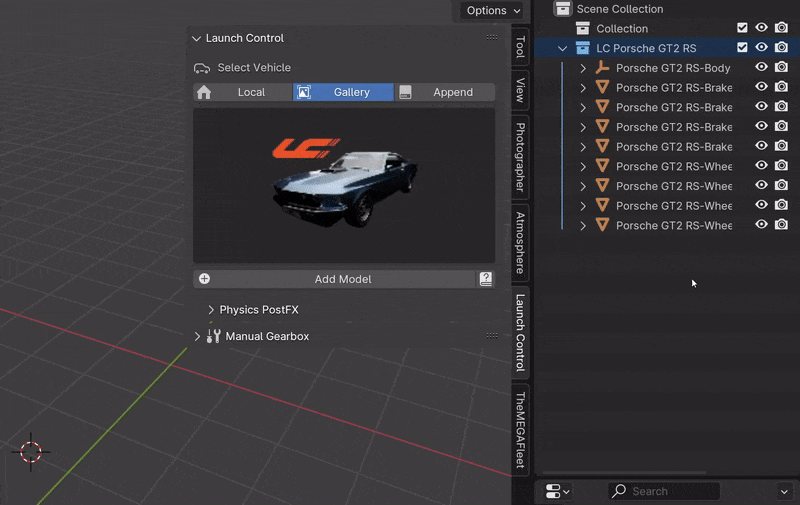 Options
Launch Control
Select Vehicle
Local
Gallery
Append
LC
Add Model
Physics PostFX
Manual Gearbox
Tool
View
Photographer
Atmosphere
Launch Control
TheMEGAFleet
Scene Collection
Collection
LC Porsche GT2 RS
Porsche GT2 RS-Body
Porsche GT2 RS-Brake
Porsche GT2 RS-Brake
Porsche GT2 RS-Brake
Porsche GT2 RS-Brake
Porsche GT2 RS-Whee
Porsche GT2 RS-Whee
Porsche GT2 RS-Whee
Porsche GT2 RS-Whee
Search